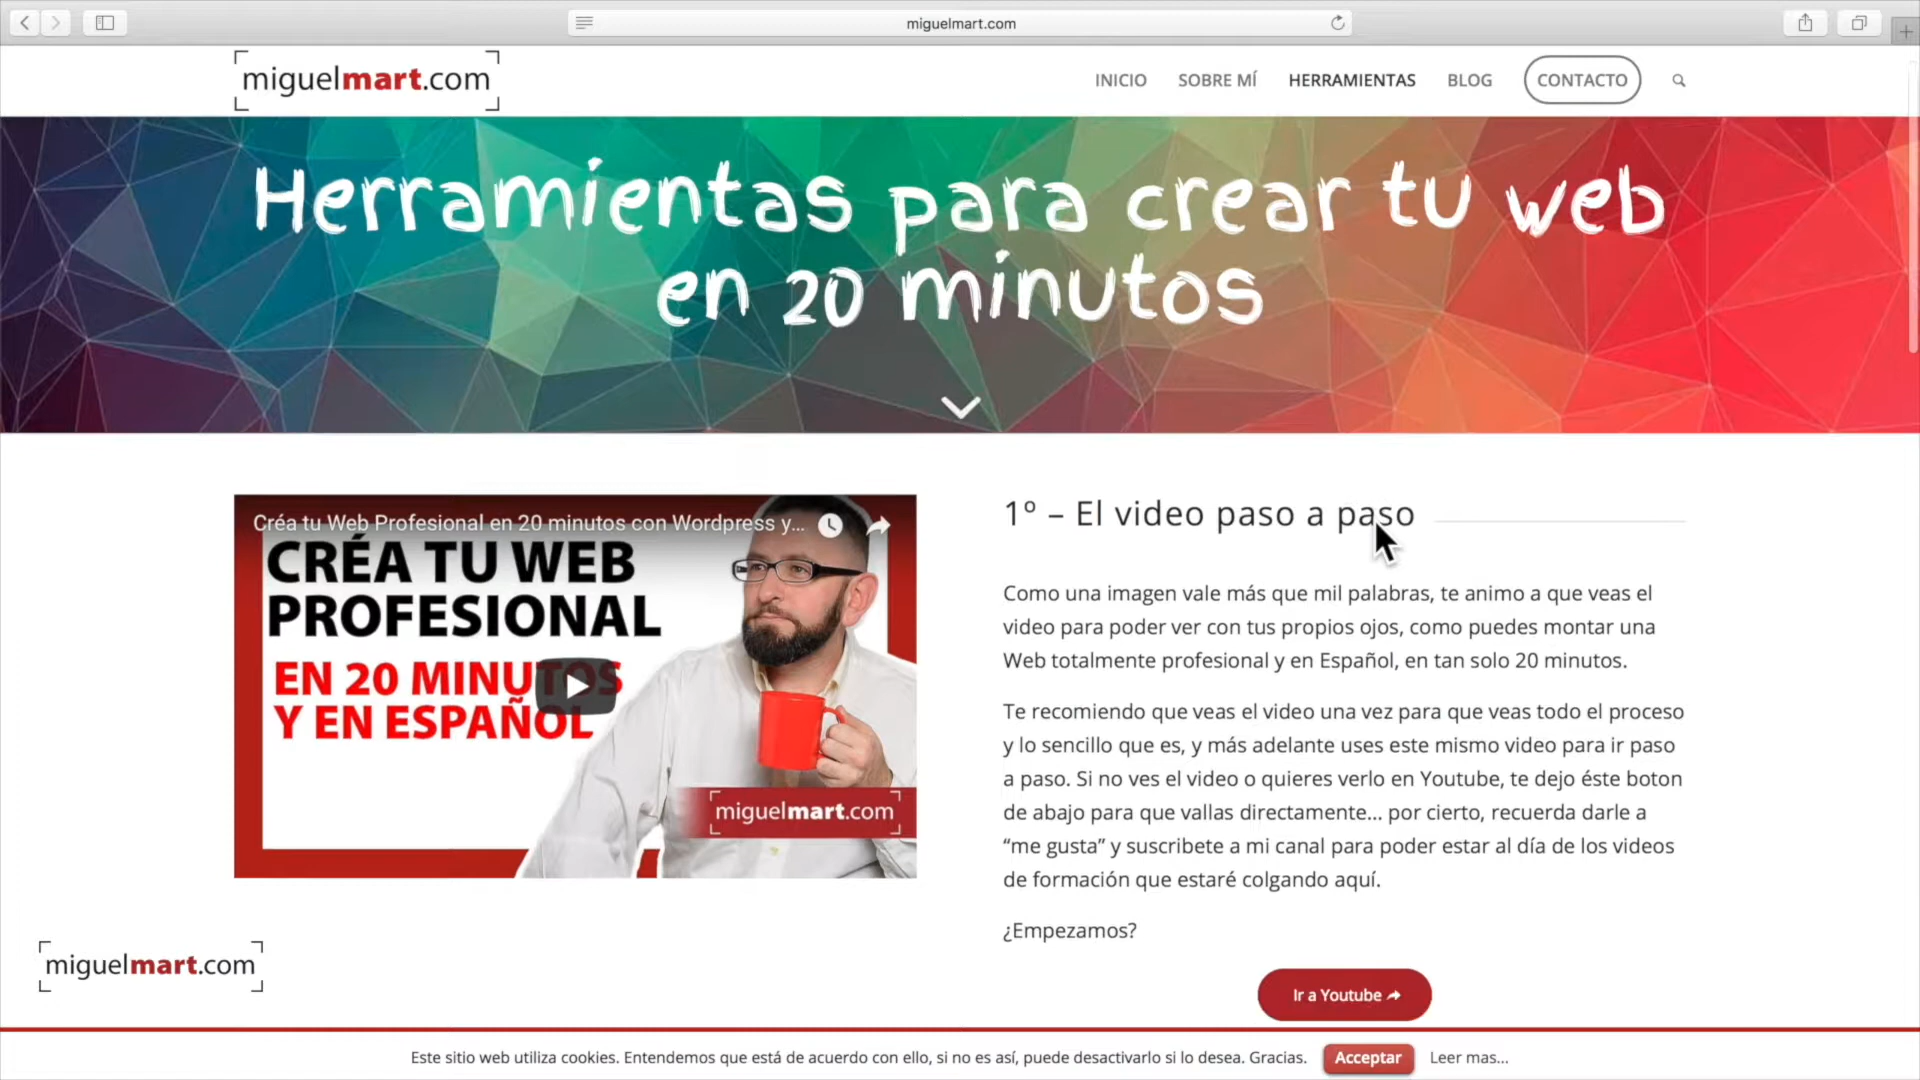 miguelmart.com
miguelmart.com
INICIO
SOBRE MÍ
HERRAMIENTAS
BLOG
CONTACTO
Herramientas para crear tu web
en 20 minutos
Créa tu Web Profesional en 20 minutos con Wordpress y...
CRÉA TU WEB
PROFESIONAL
EN 20 MINUTOS
Y EN ESPAÑOL
miguelmart.com
1º – El video paso a paso
Como una imagen vale más que mil palabras, te animo a que veas el
video para poder ver con tus propios ojos, como puedes montar una
Web totalmente profesional y en Español, en tan solo 20 minutos.
Te recomiendo que veas el video una vez para que veas todo el proceso
y lo sencillo que es, y más adelante uses este mismo video para ir paso
a paso. Si no ves el video o quieres verlo en Youtube, te dejo éste boton
de abajo para que vallas directamente... por cierto, recuerda darle a
“me gusta” y suscribete a mi canal para poder estar al día de los videos
de formación que estaré colgando aquí.
¿Empezamos?
Ir a Youtube
miguelmart.com
Este sitio web utiliza cookies. Entendemos que está de acuerdo con ello, si no es así, puede desactivarlo si lo desea. Gracias.
Acceptar
Leer mas...